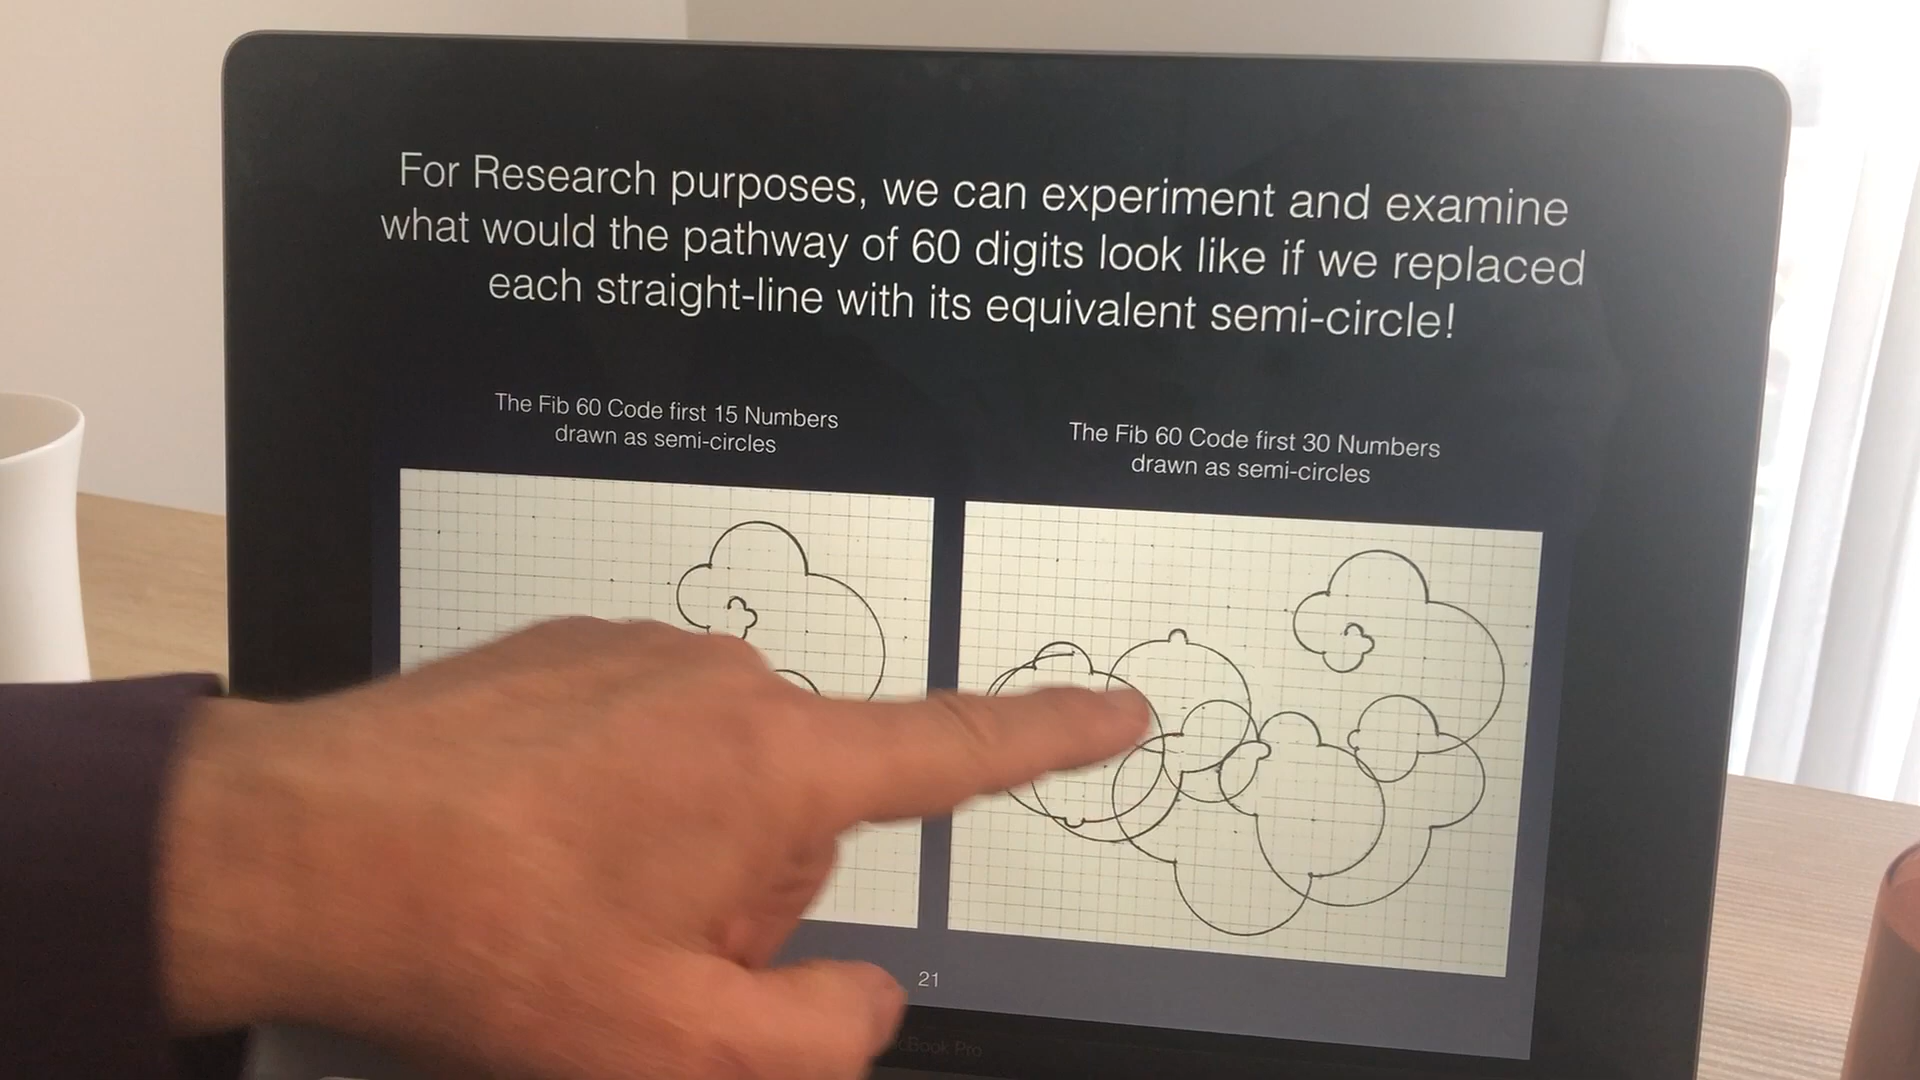 For Research purposes, we can experiment and examine
what would the pathway of 60 digits look like if we replaced
each straight-line with its equivalent semi-circle!
The Fib 60 Code first 15 Numbers
drawn as semi-circles
The Fib 60 Code first 30 Numbers
drawn as semi-circles
21
Pro